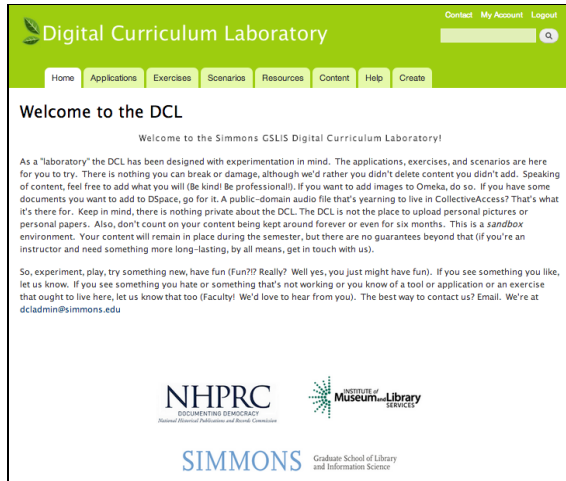 Contact My Account Logout
Digital Curriculum Laboratory
Home Applications Exercises Scenarios Resources Content Help Create
Welcome to the DCL
Welcome to the Simmons GSLIS Digital Curriculum Laboratory!
As a "laboratory" the DCL has been designed with experimentation in mind. The applications, exercises, and scenarios are here
for you to try. There is nothing you can break or damage, although we'd rather you didn't delete content you didn't add. Speaking
of content, feel free to add what you will (Be kind! Be professional!). If you want to add images to Omeka, do so. If you have some
documents you want to add to DSpace, go for it. A public-domain audio file that's yearning to live in CollectiveAccess? That's what
it's there for. Keep in mind, there is nothing private about the DCL. The DCL is not the place to upload personal pictures or
personal papers. Also, don't count on your content being kept around forever or even for six months. This is a sandbox
environment. Your content will remain in place during the semester, but there are no guarantees beyond that (if you're an
instructor and need something more long-lasting, by all means, get in touch with us).
So, experiment, play, try something new, have fun (Fun?!? Really? Well yes, you just might have fun). If you see something you like,
let us know. If you see something you hate or something that's not working or you know of a tool or application or an exercise
that ought to live here, let us know that too (Faculty! We'd love to hear from you). The best way to contact us? Email. We're at
dcladmin@simmons.edu
NHPRC
DOCUMENTING DEMOCRACY
National Historical Publications and Records Commission
INSTITUTE of
Museum and Library
SERVICES
SIMMONS
Graduate School of Library
and Information Science